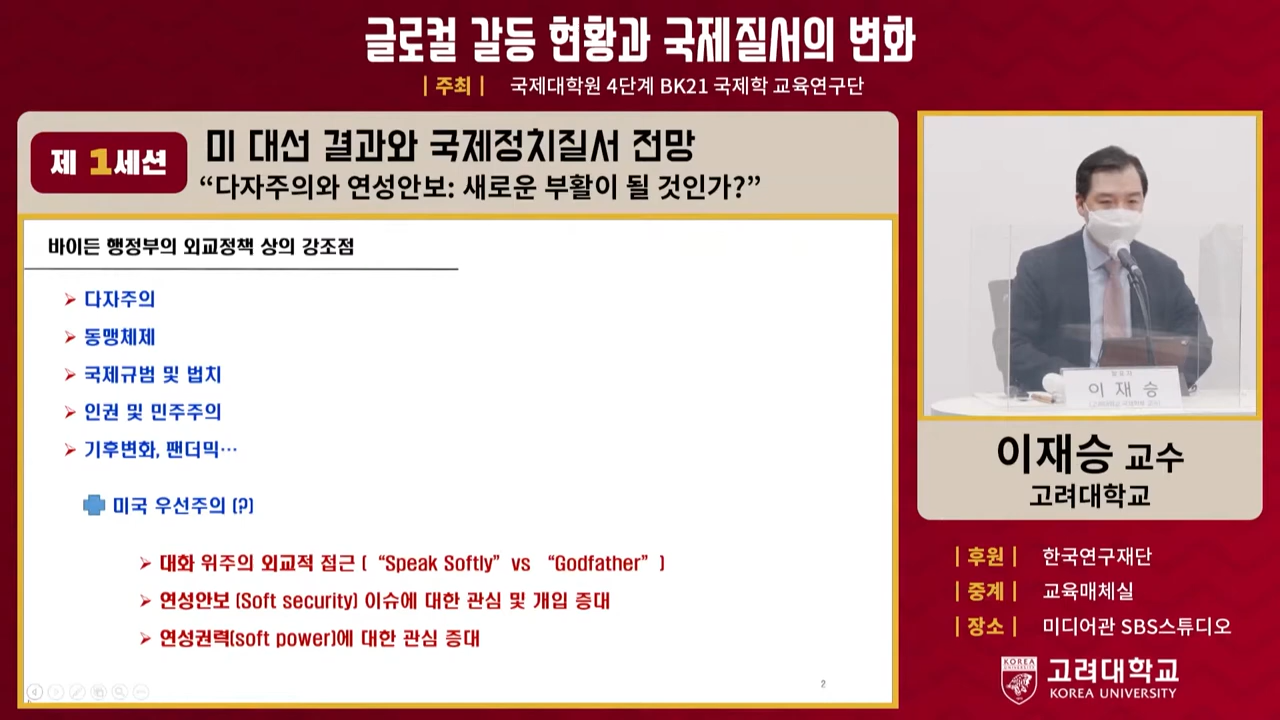 글로컬 갈등 현황과 국제질서의 변화
| 주최 | 국제대학원 4단계 BK21 국제학 교육연구단
제 1세션
미 대선 결과와 국제정치질서 전망
“다자주의와 연성안보: 새로운 부활이 될 것인가?”
바이든 행정부의 외교정책 상의 강조점
다자주의
동맹체제
국제규범 및 법치
인권 및 민주주의
기후변화, 팬더믹…
미국 우선주의 (?)
대화 위주의 외교적 접근 ( “Speak Softly” vs “Godfather” )
연성안보 (Soft security) 이슈에 대한 관심 및 개입 증대
연성권력(soft power)에 대한 관심 증대
2
발표자
이 재 승
이재승 교수
고려대학교
| 후원 | 한국연구재단
| 중계 | 교육매체실
| 장소 | 미디어관 SBS스튜디오
KOREA
고려대학교
KOREA UNIVERSITY